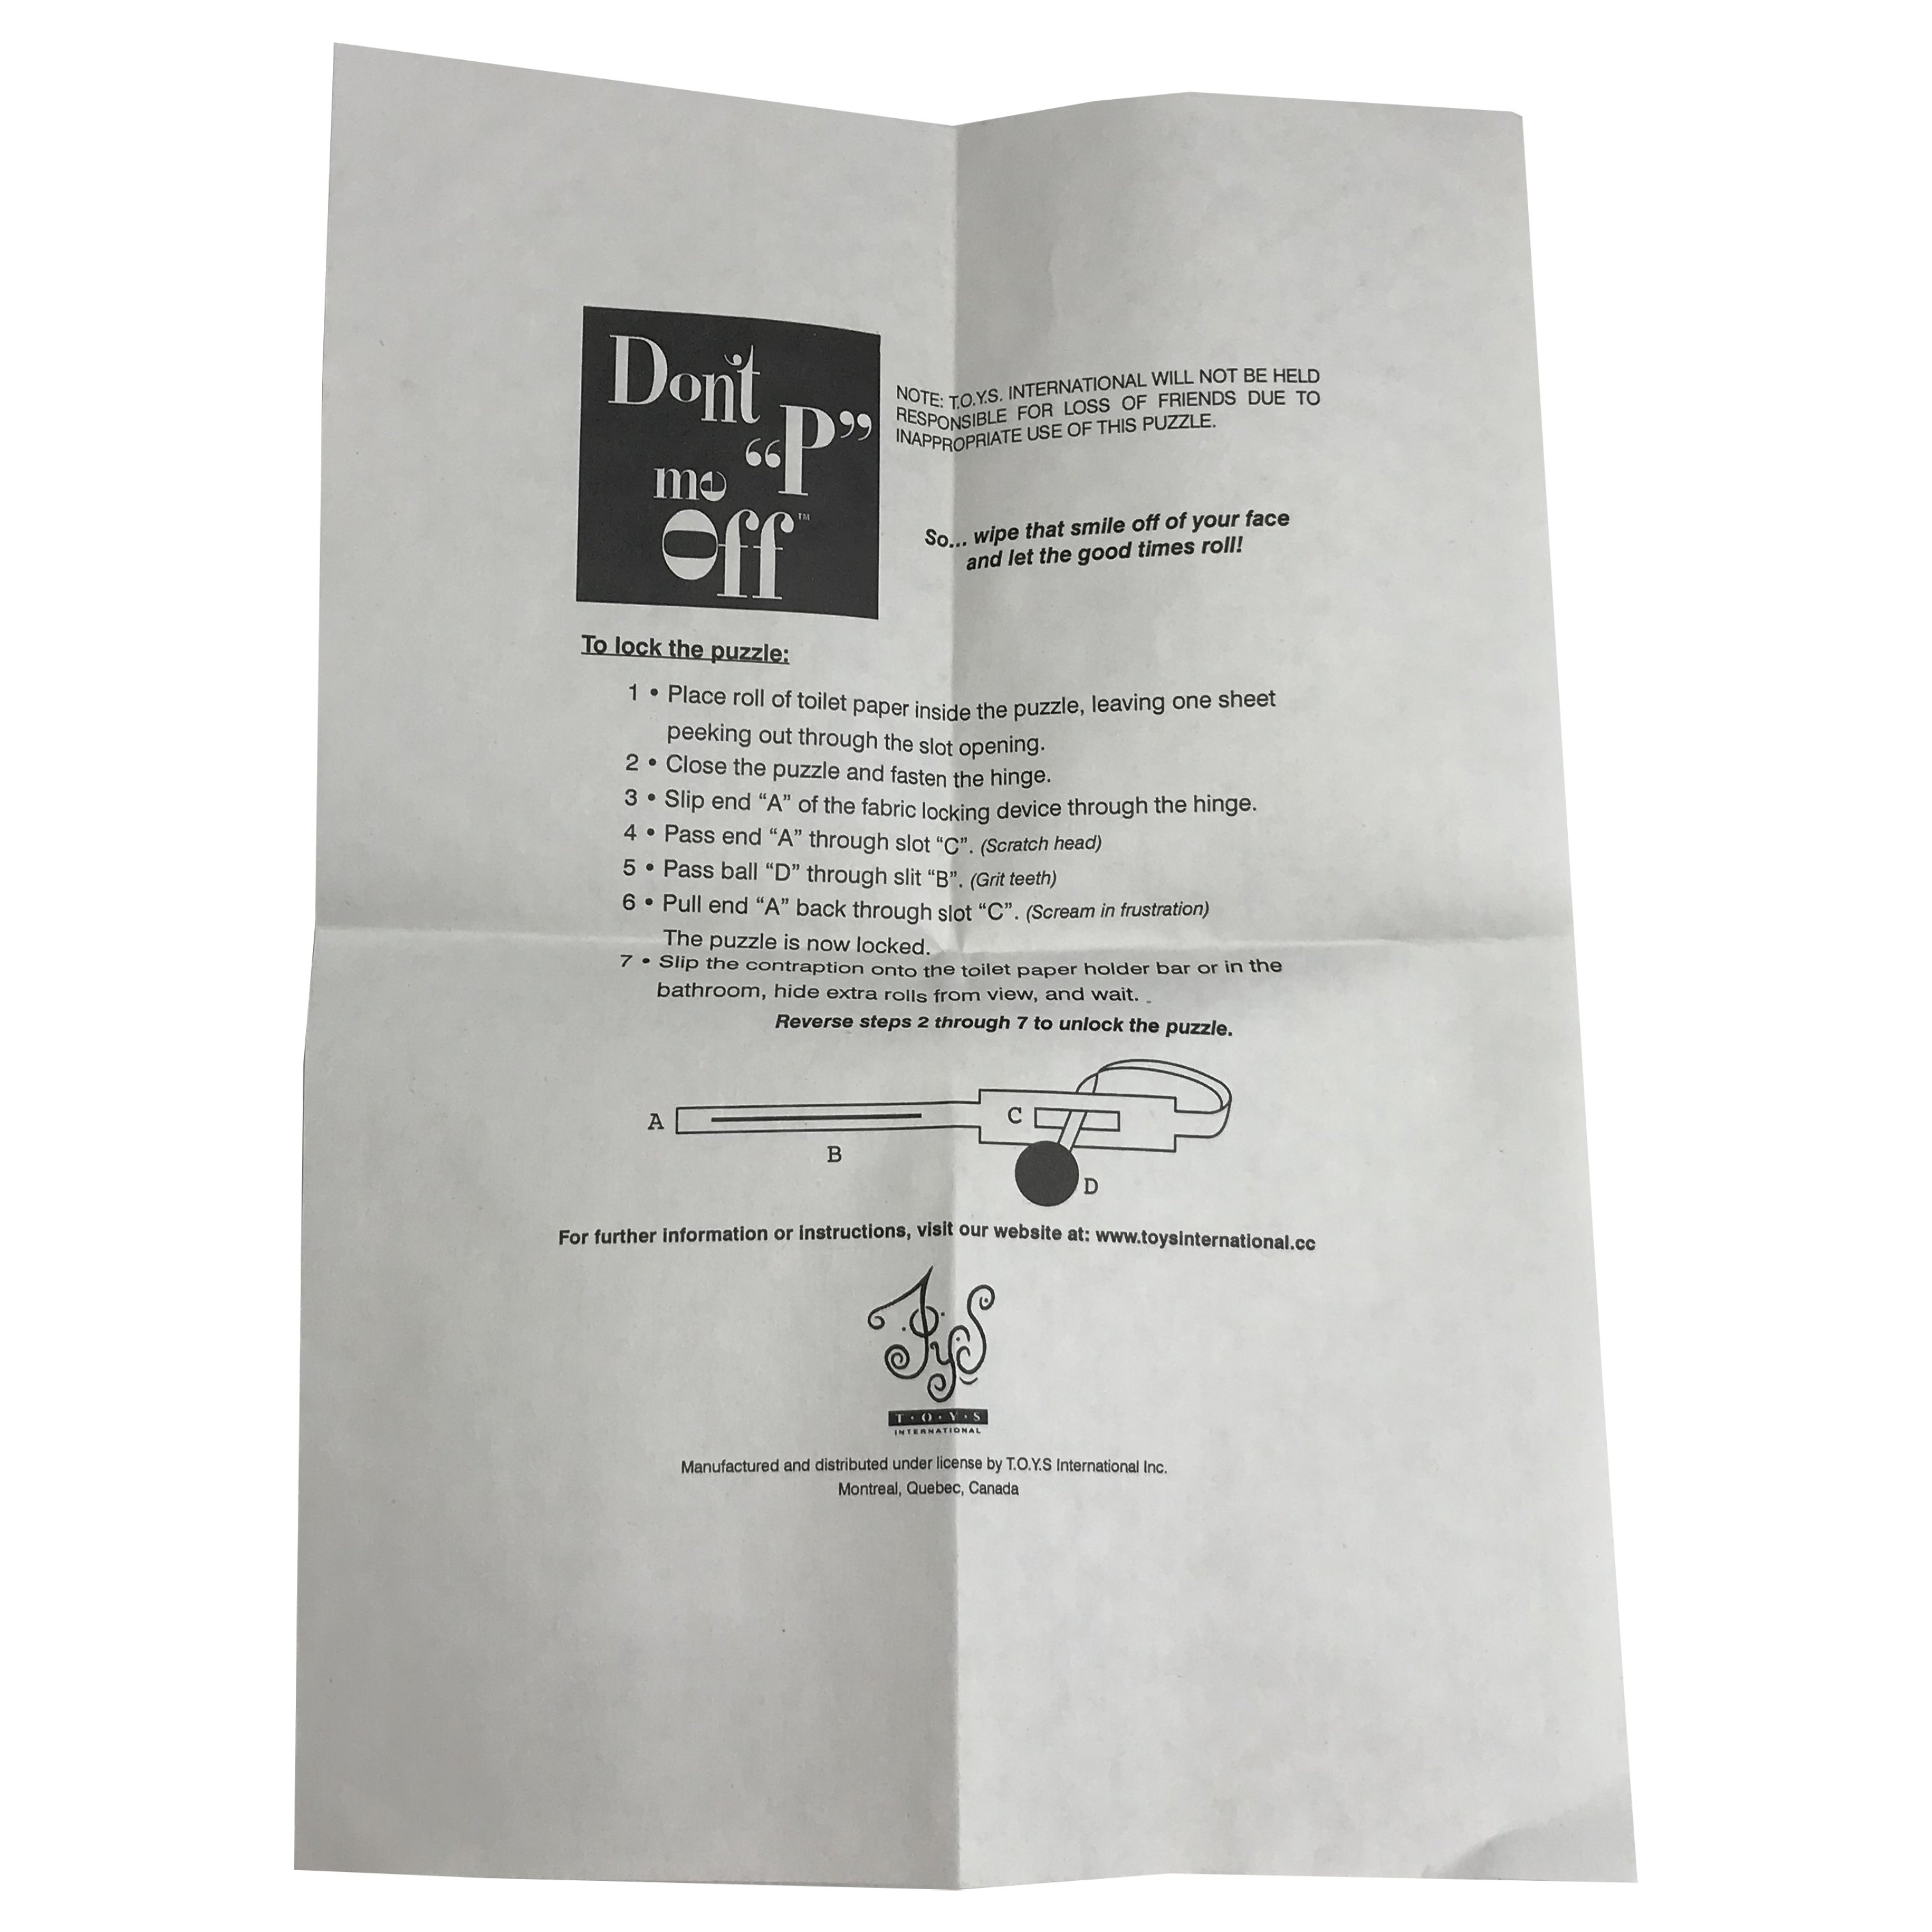 Don't
"P"
me
Off™
NOTE: T.O.Y.S. INTERNATIONAL WILL NOT BE HELD
RESPONSIBLE FOR LOSS OF FRIENDS DUE TO
INAPPROPRIATE USE OF THIS PUZZLE.
So... wipe that smile off of your face
and let the good times roll!
To lock the puzzle:
1 • Place roll of toilet paper inside the puzzle, leaving one sheet
peeking out through the slot opening.
2 • Close the puzzle and fasten the hinge.
3 • Slip end “A” of the fabric locking device through the hinge.
4 • Pass end “A” through slot “C”. (Scratch head)
5 • Pass ball “D” through slit “B”. (Grit teeth)
6 • Pull end “A” back through slot “C”. (Scream in frustration)
The puzzle is now locked.
7 • Slip the contraption onto the toilet paper holder bar or in the
bathroom, hide extra rolls from view, and wait.
Reverse steps 2 through 7 to unlock the puzzle.
A
B
C
D
For further information or instructions, visit our website at: www.toysinternational.cc
Toys
T•O•Y•S
INTERNATIONAL
Manufactured and distributed under license by T.O.Y.S International Inc.
Montreal, Quebec, Canada